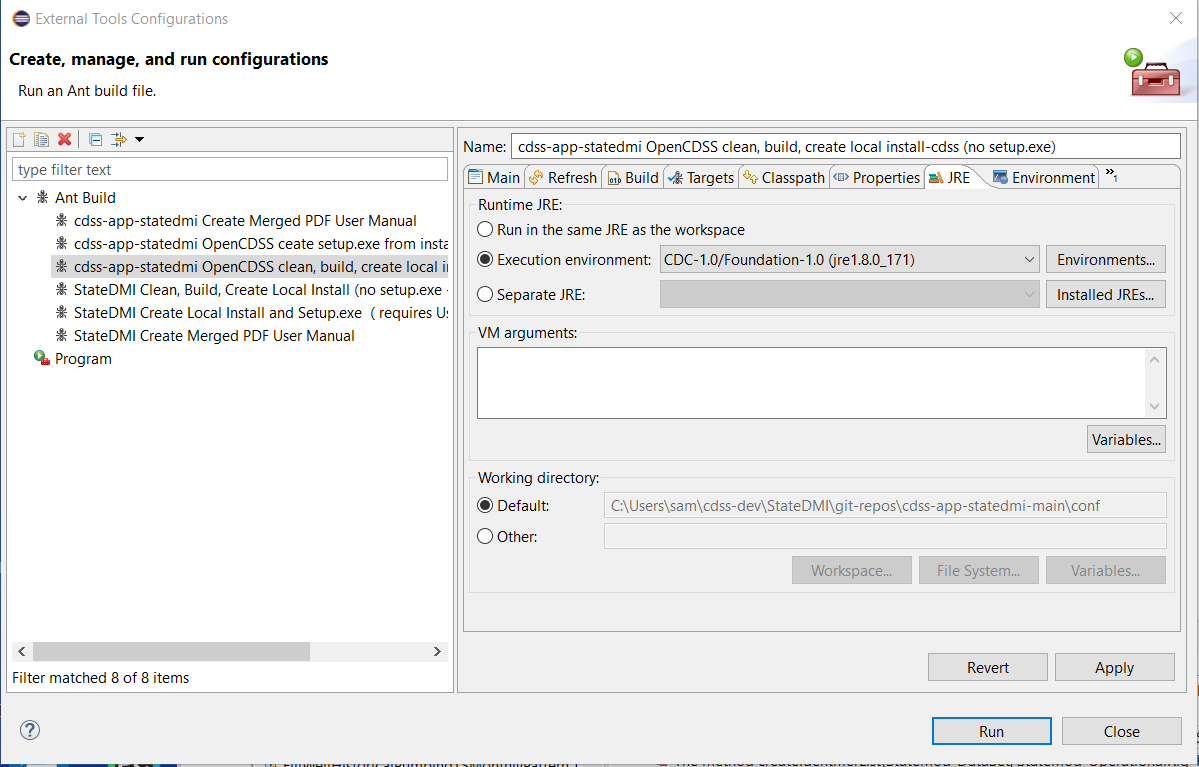 External Tools Configurations
Create, manage, and run configurations
Run an Ant build file.
type filter text
Ant Build
cdss-app-statedmi Create Merged PDF User Manual
cdss-app-statedmi OpenCDSS ceate setup.exe from insta
cdss-app-statedmi OpenCDSS clean, build, create local in
StateDMI Clean, Build, Create Local Install (no setup.exe -
StateDMI Create Local Install and Setup.exe ( requires Us
StateDMI Create Merged PDF User Manual
Program
Filter matched 8 of 8 items
Name: cdss-app-statedmi OpenCDSS clean, build, create local install-cdss (no setup.exe)
Main Refresh Build Targets Classpath Properties JRE Environment »1
Runtime JRE:
Run in the same JRE as the workspace
Execution environment: CDC-1.0/Foundation-1.0 (jre1.8.0_171) Environments...
Separate JRE: Installed JREs...
VM arguments:
Variables...
Working directory:
Default: C:\Users\sam\cdss-dev\StateDMI\git-repos\cdss-app-statedmi-main\conf
Other:
Workspace... File System... Variables...
Revert Apply
Run Close